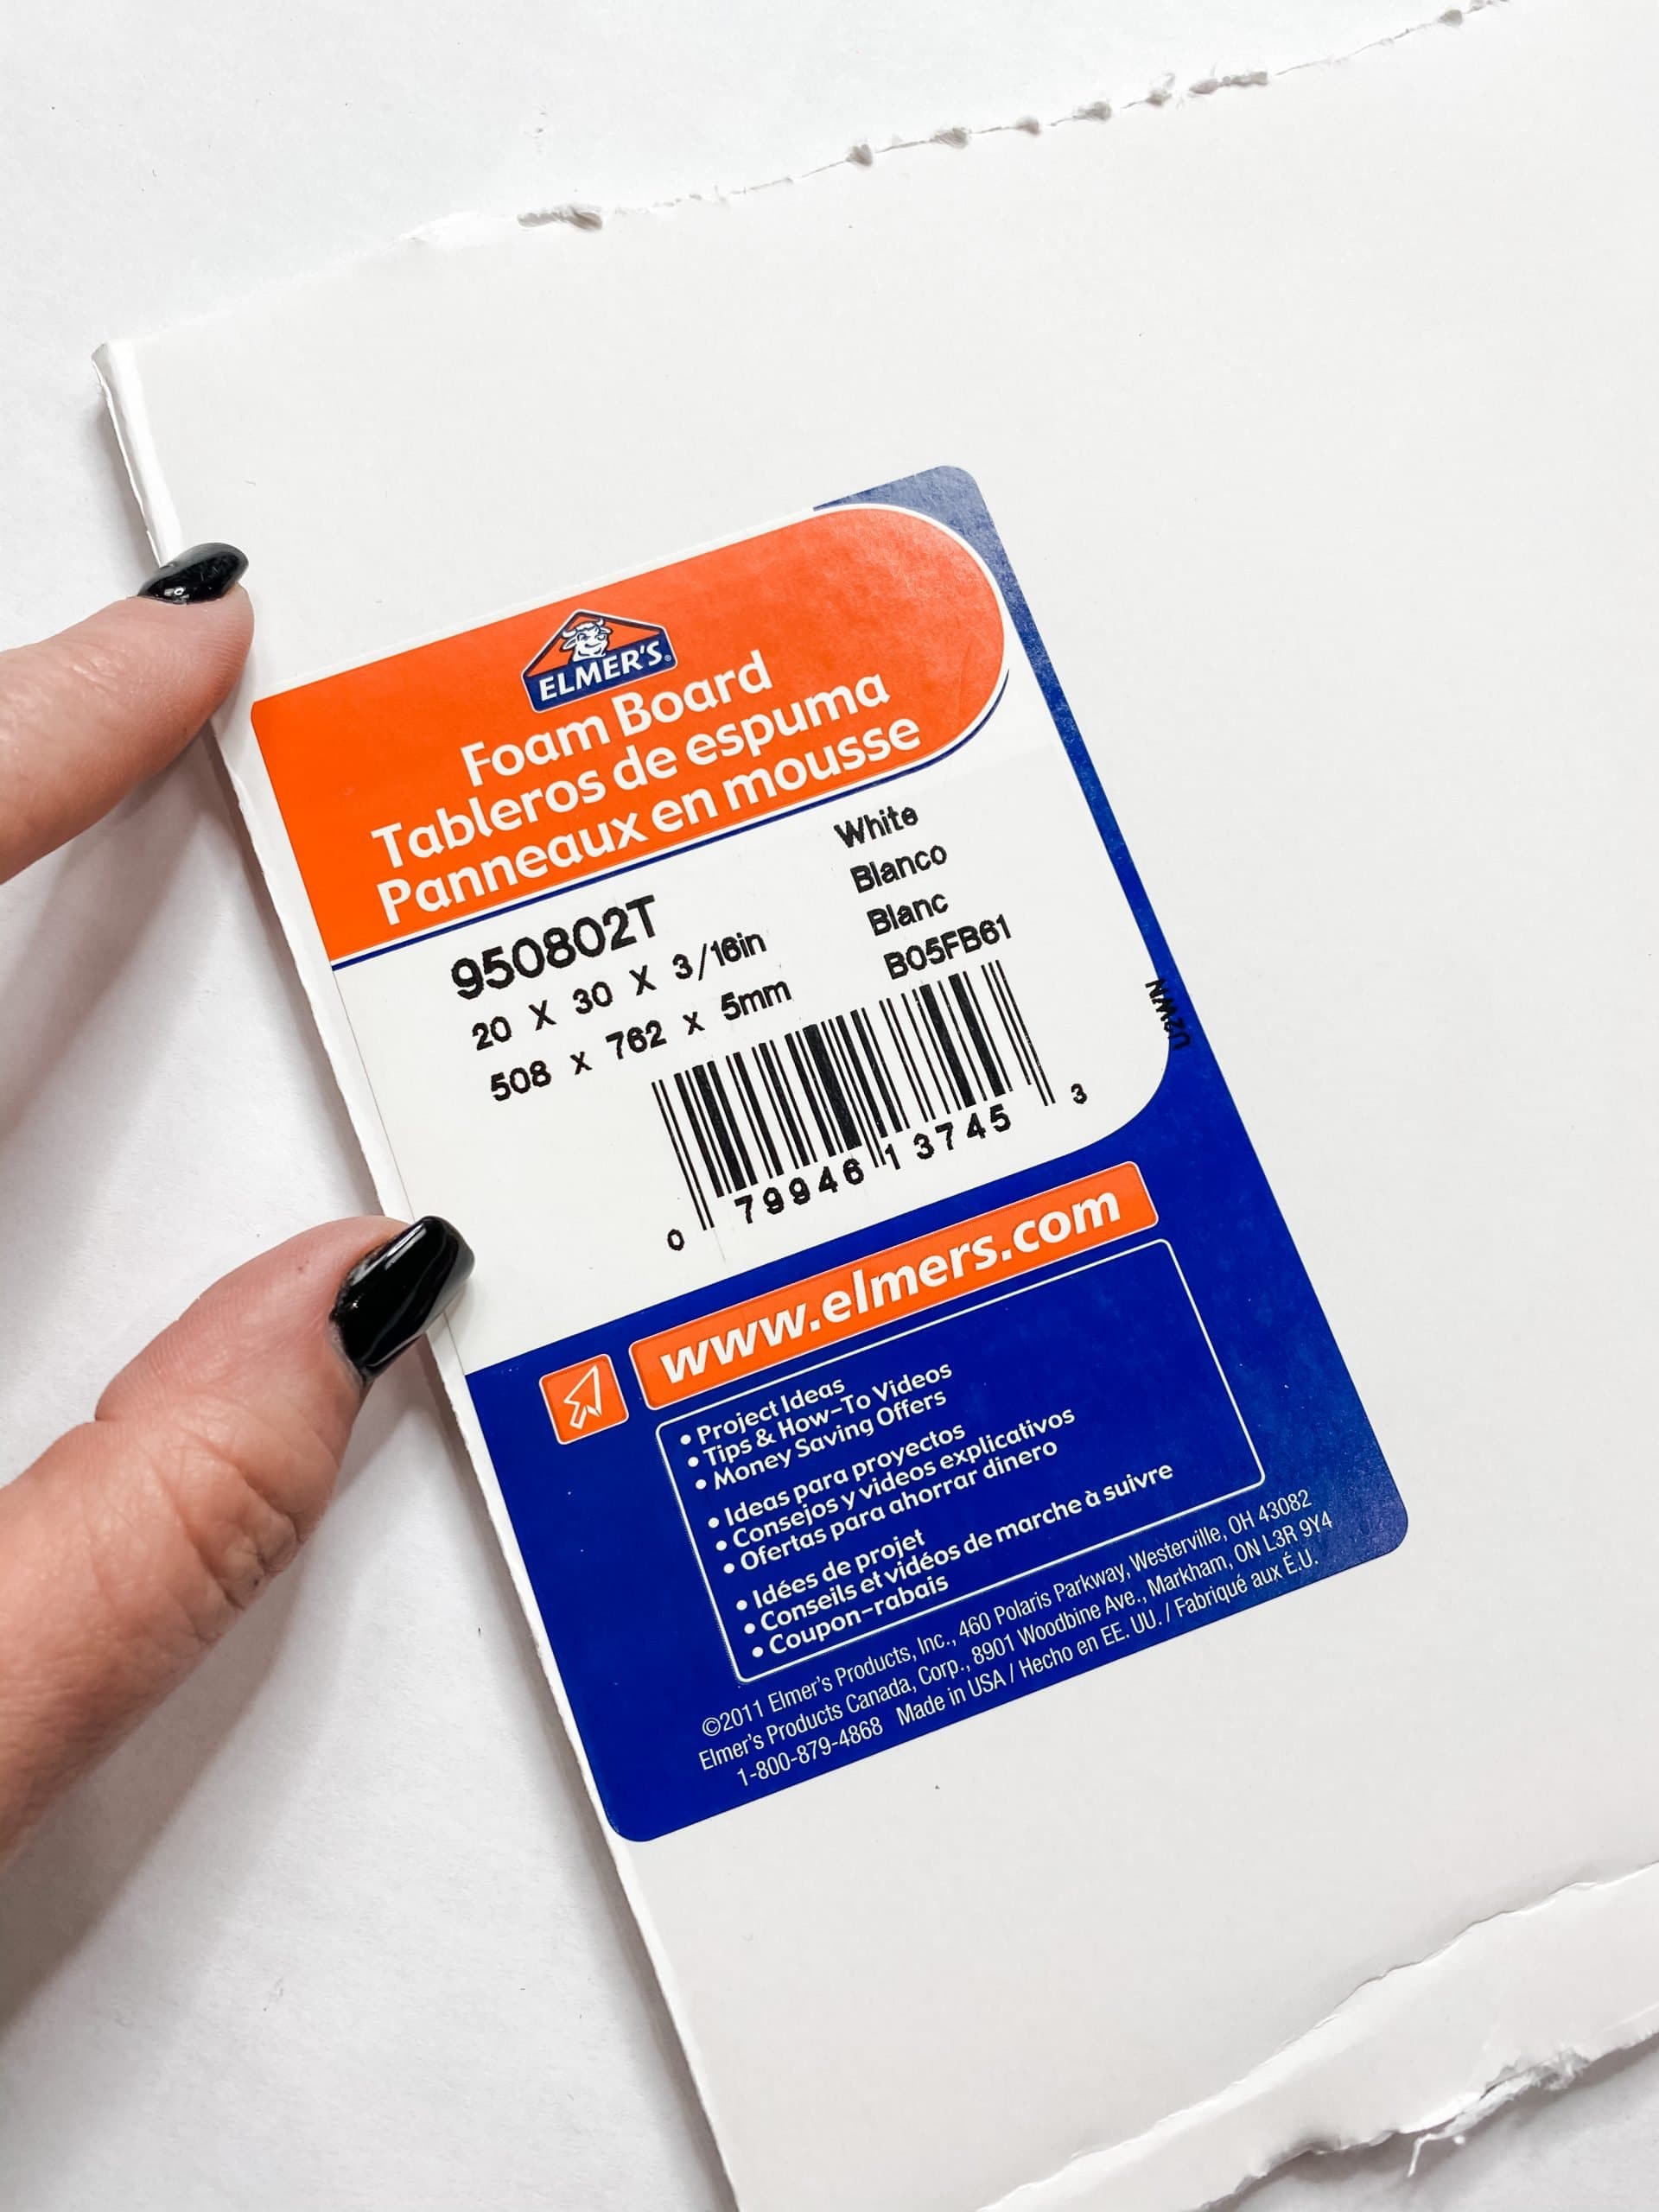 ELMER'S®
Foam Board
Tableros de espuma
Panneaux en mousse
950802T
20 X 30 X 3/16in
508 x 762 x 5mm
White
Blanco
Blanc
B05FB61
UZWN
0 79946 13745 3
www.elmers.com
• Project Ideas
• Tips & How-To Videos
• Money Saving Offers
• Ideas para proyectos
• Consejos y videos explicativos
• Ofertas para ahorrar dinero
• Idées de projet
• Conseils et vidéos de marche à suivre
• Coupon-rabais
©2011 Elmer's Products, Inc., 460 Polaris Parkway, Westerville, OH 43082
Elmer's Products Canada, Corp., 8901 Woodbine Ave., Markham, ON L3R 9Y4
1-800-879-4868 Made in USA / Hecho en EE. UU. / Fabriqué aux É.U.